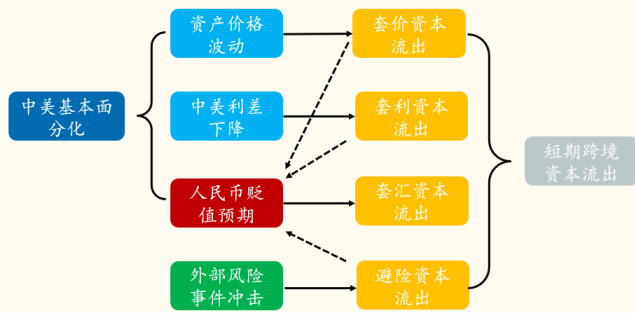 资产价格
波动
套价资本
流出
中美基本面
分化
中美利差
下降
套利资本
流出
短期跨境
资本流出
人民币贬
值预期
套汇资本
流出
外部风险
事件冲击
避险资本
流出